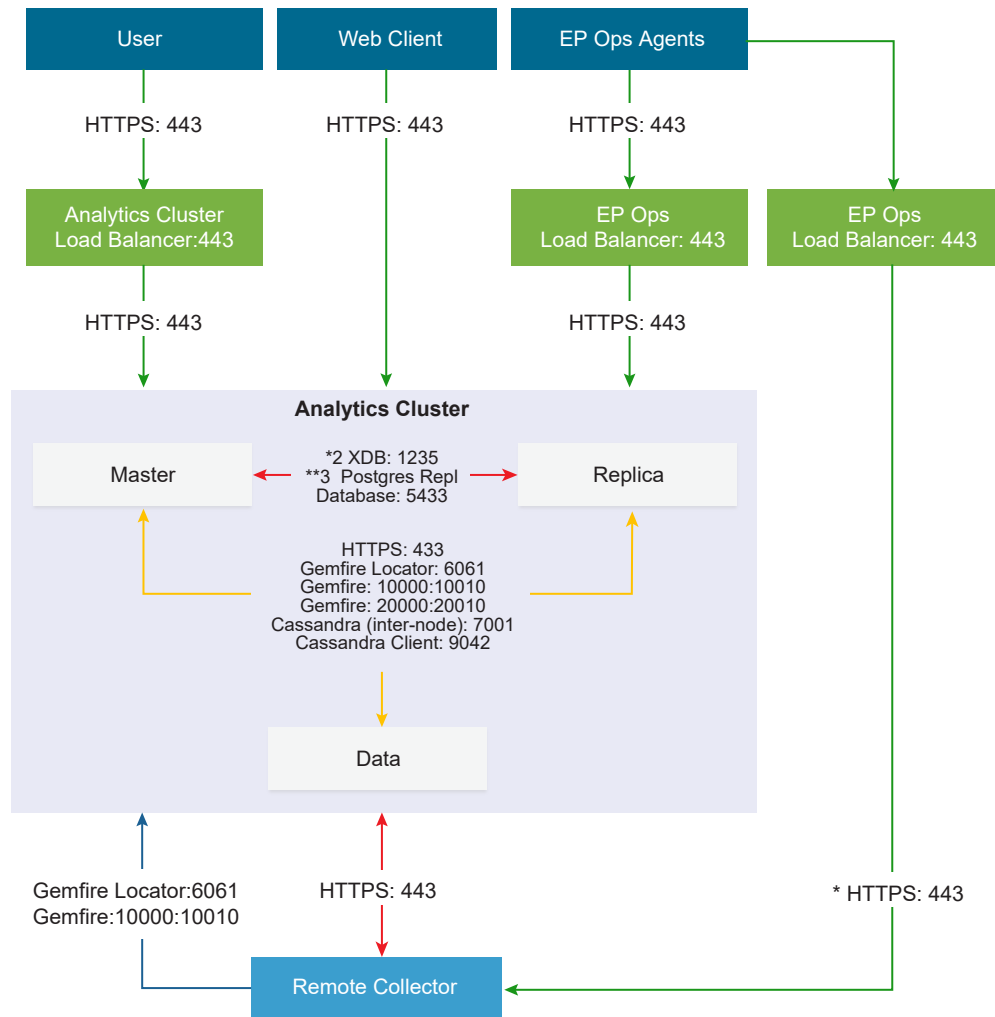 User
Web Client
EP Ops Agents
HTTPS: 443
HTTPS: 443
HTTPS: 443
Analytics Cluster
Load Balancer:443
EP Ops
Load Balancer: 443
EP Ops
Load Balancer: 443
HTTPS: 443
HTTPS: 443
Analytics Cluster
Master
*2 XDB: 1235
**3  Postgres Repl
Database: 5433
Replica
HTTPS: 433
Gemfire Locator: 6061
Gemfire: 10000:10010
Gemfire: 20000:20010
Cassandra (inter-node): 7001
Cassandra Client: 9042
Data
Gemfire Locator:6061
Gemfire:10000:10010
HTTPS: 443
* HTTPS: 443
Remote Collector